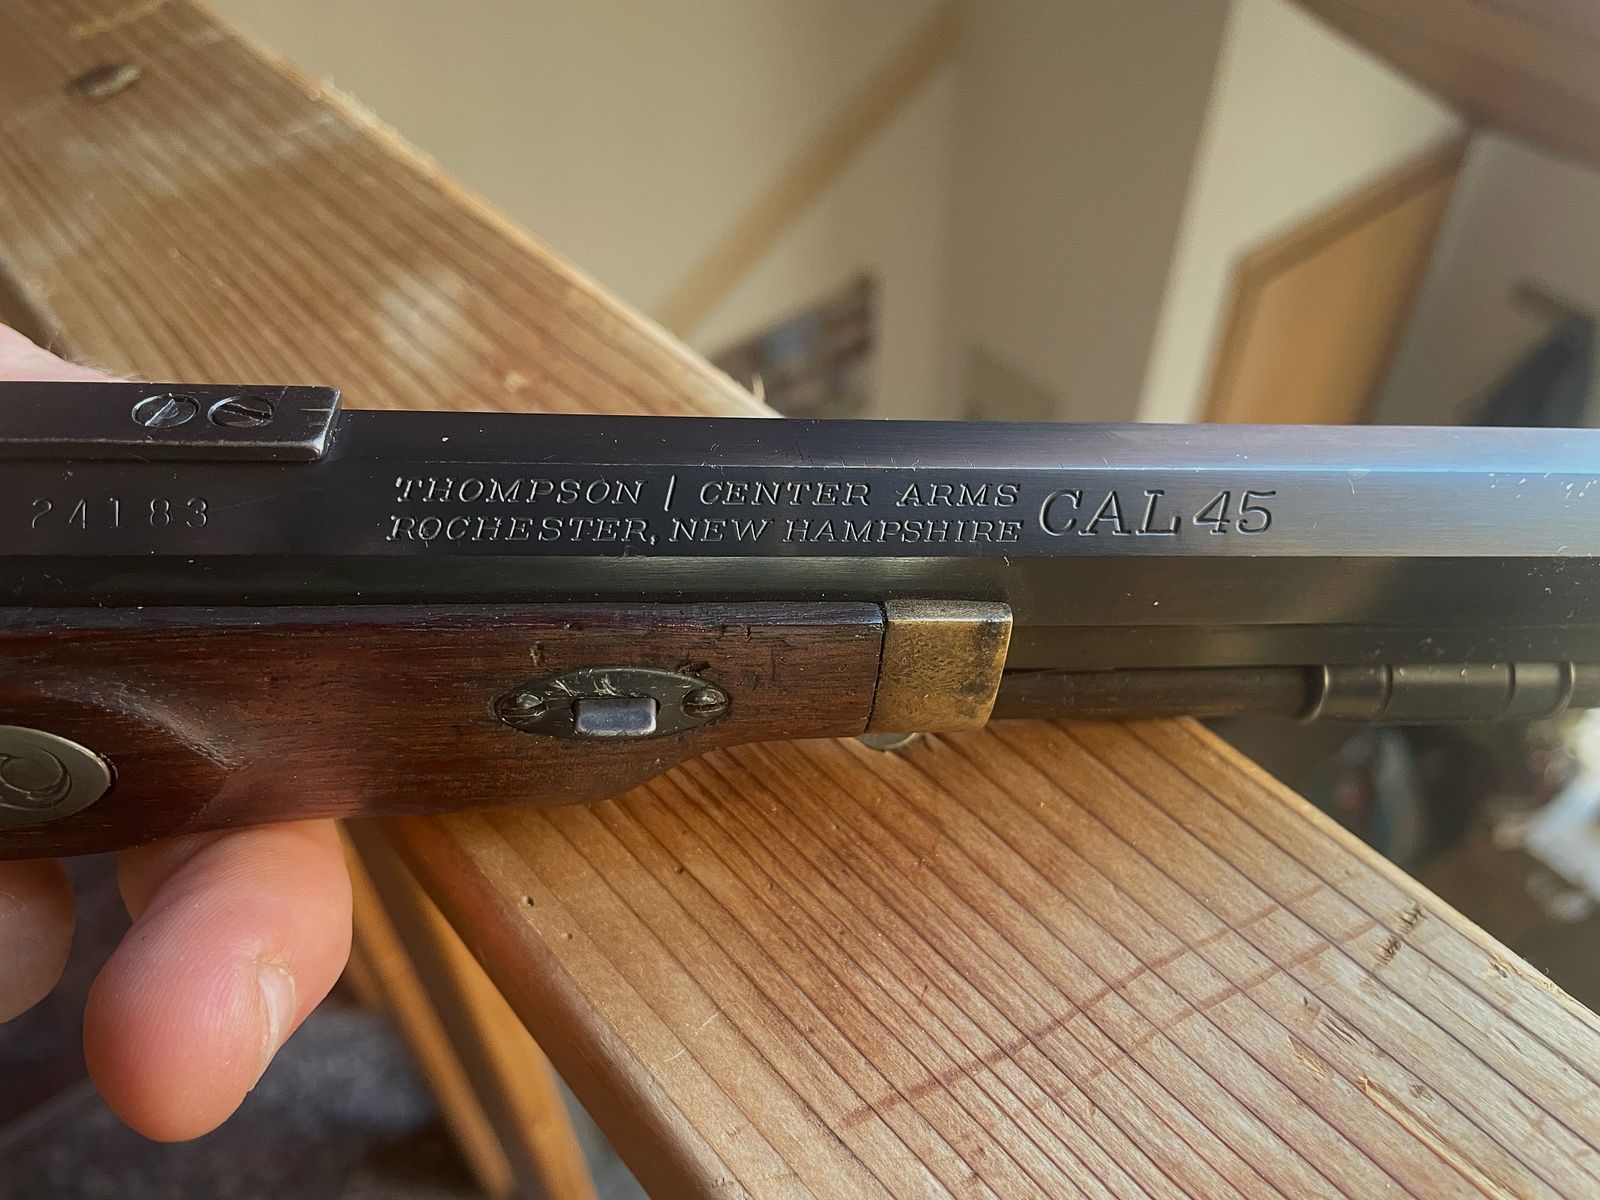 24183
THOMPSON / CENTER ARMS CAL 45
ROCHESTER, NEW HAMPSHIRE